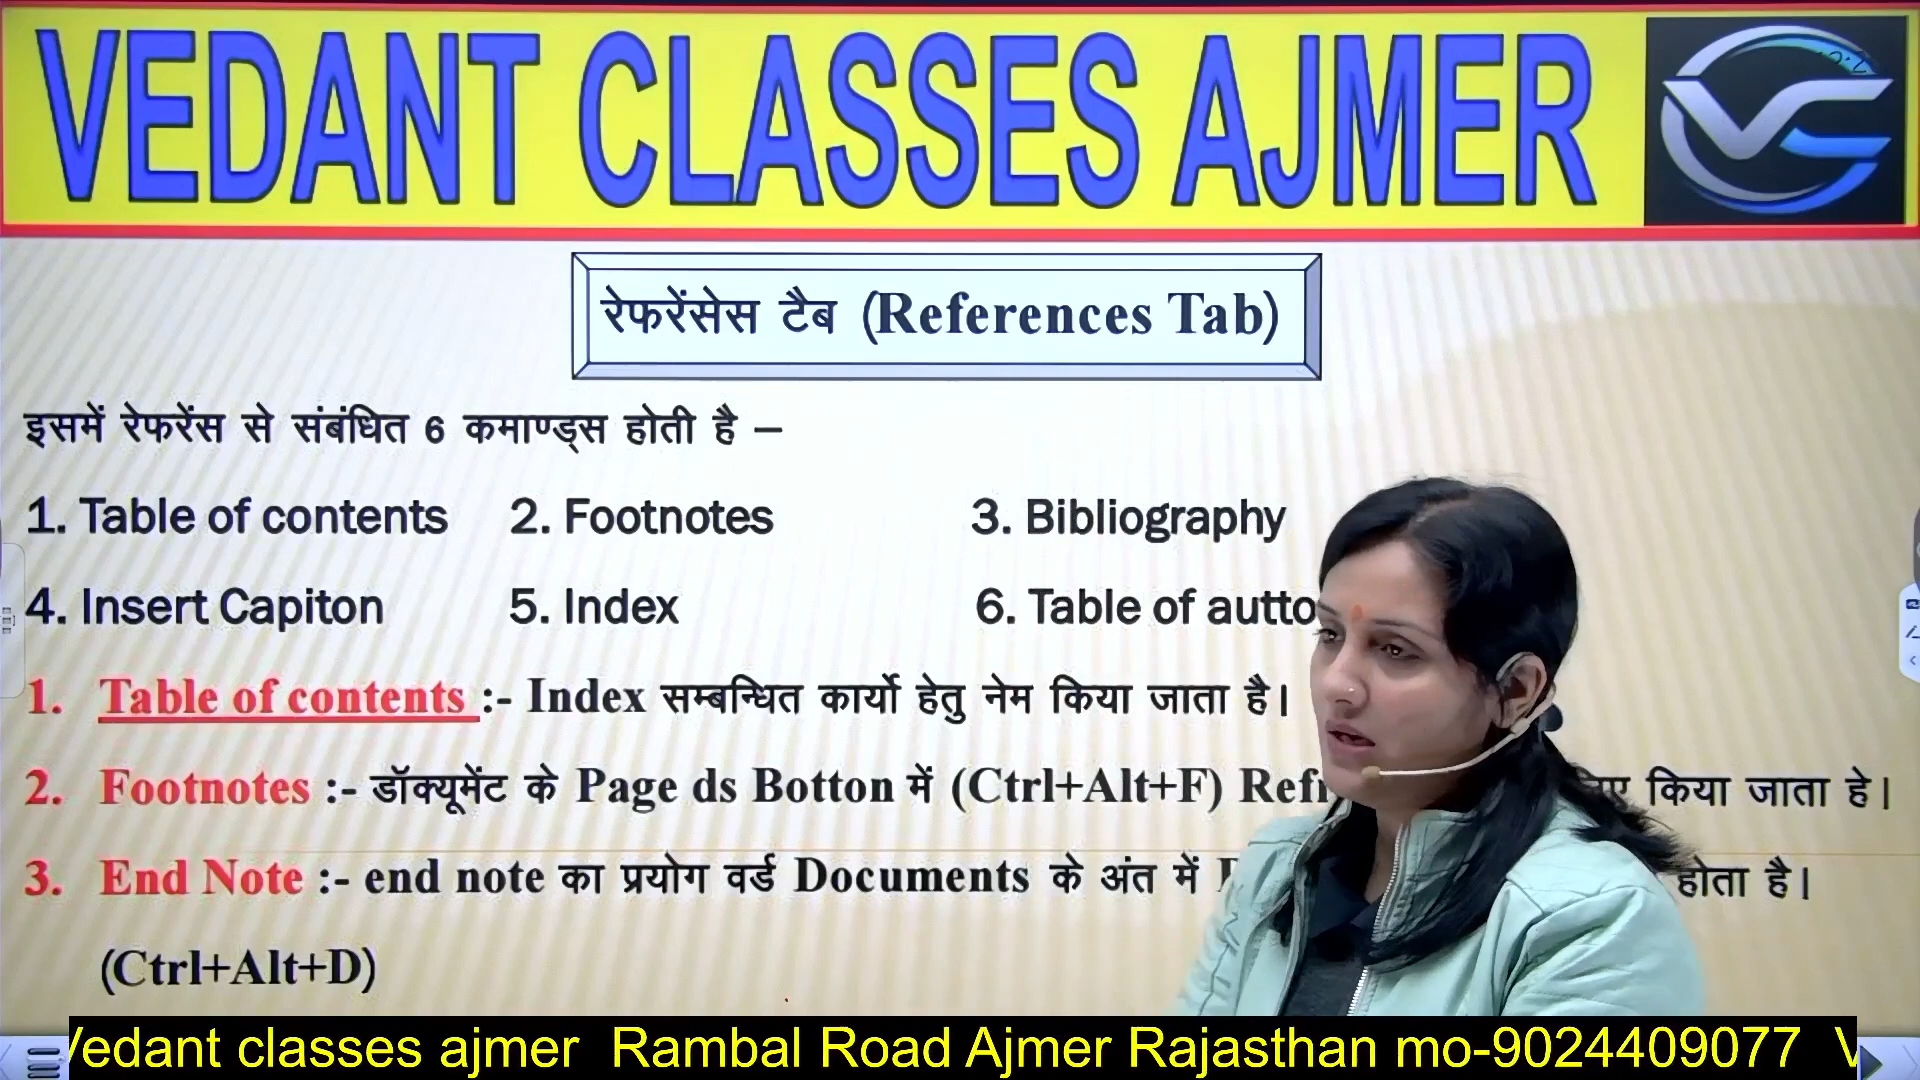 VEDANT CLASSES AJMER
रेफरेंसेस टैब (References Tab)
इसमें रेफरेंस से संबंधित 6 कमाण्ड्स होती है –
1. Table of contents 2. Footnotes 3. Bibliography
4. Insert Capiton 5. Index 6. Table of autto
1. Table of contents :- Index सम्बन्धित कार्यो हेतु नेम किया जाता है।
2. Footnotes :- डॉक्यूमेंट के Page ds Botton में (Ctrl+Alt+F) किया जाता हे।
3. End Note :- end note का प्रयोग वर्ड Documents के अंत में होता है।
(Ctrl+Alt+D)
Vedant classes ajmer Rambal Road Ajmer Rajasthan mo-9024409077 V